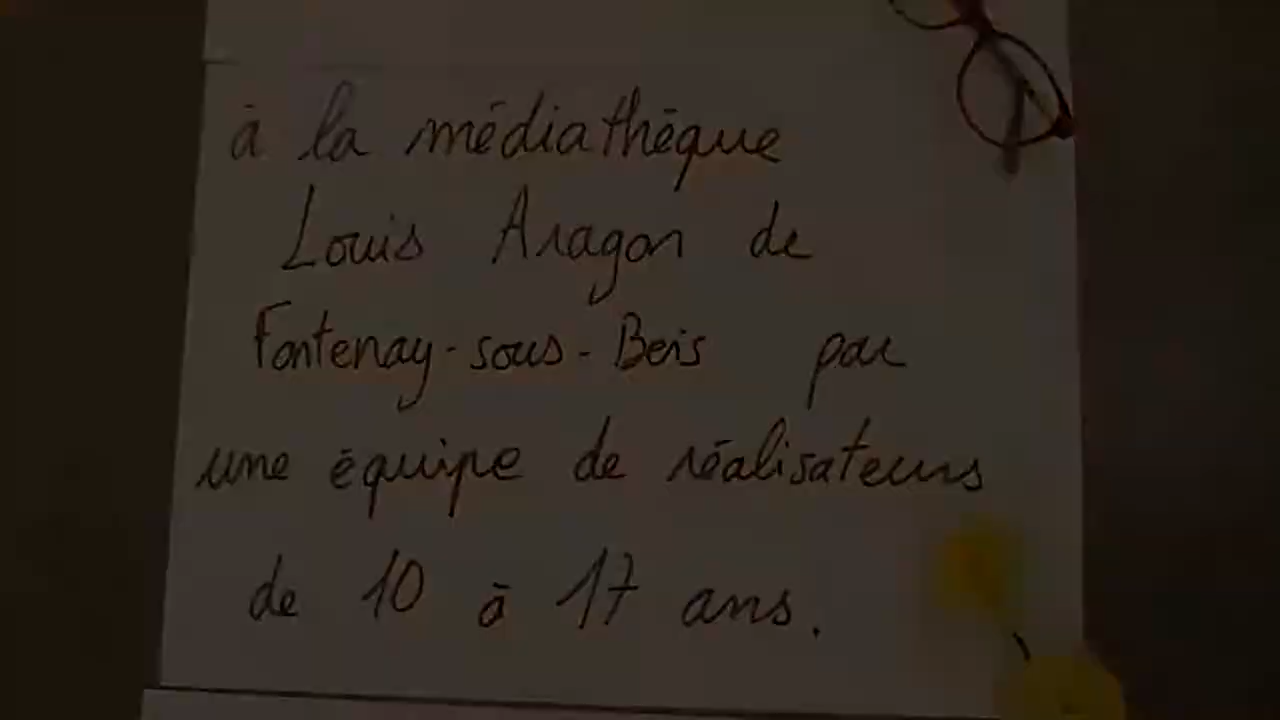 à la médiathèque
Louis Aragon de
Fontenay-sous-Bois par
une équipe de réalisateurs
de 10 à 17 ans.